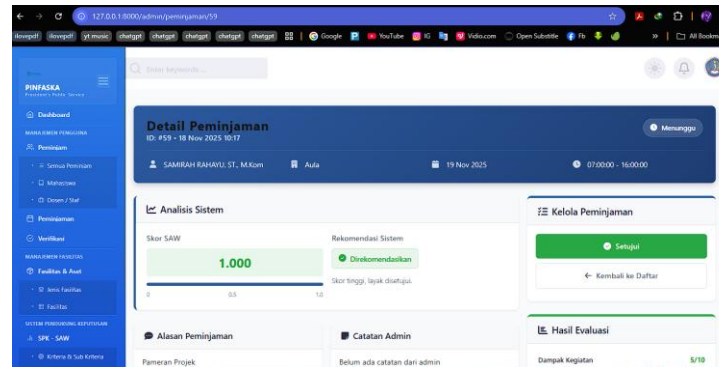 127.0.0.1:8000/admin/peminjaman/59
ilovepdf ilovepdf yt music chatgpt chatgpt chatgpt chatgpt chatgpt Google YouTube IG Vidio.com Open Substitle Fb » All Bookm
PINFASKA
Enter keywords ...
Dashboard
MANAJEMEN PENGGUNA
Peminjam
Semua Peminjam
Mahasiswa
Dosen / Staf
Peminjaman
Verifikasi
MANAJEMEN FASILITAS
Fasilitas & Aset
Jenis Fasilitas
Fasilitas
SISTEM PENDUKUNG KEPUTUSAN
SPK - SAW
Kriteria & Sub Kriteria
Detail Peminjaman
ID: #59 • 18 Nov 2025 10:17
Menunggu
SAMIRAH RAHAYU, ST., M.Kom Aula 19 Nov 2025 07:00:00 - 16:00:00
Analisis Sistem
Skor SAW
1.000
0 0.5 1.0
Rekomendasi Sistem
Direkomendasikan
Skor tinggi, layak disetujui.
Kelola Peminjaman
Setujui
← Kembali ke Daftar
Alasan Peminjaman
Pameran Projek
Catatan Admin
Belum ada catatan dari admin
Hasil Evaluasi
Dampak Kegiatan 5/10